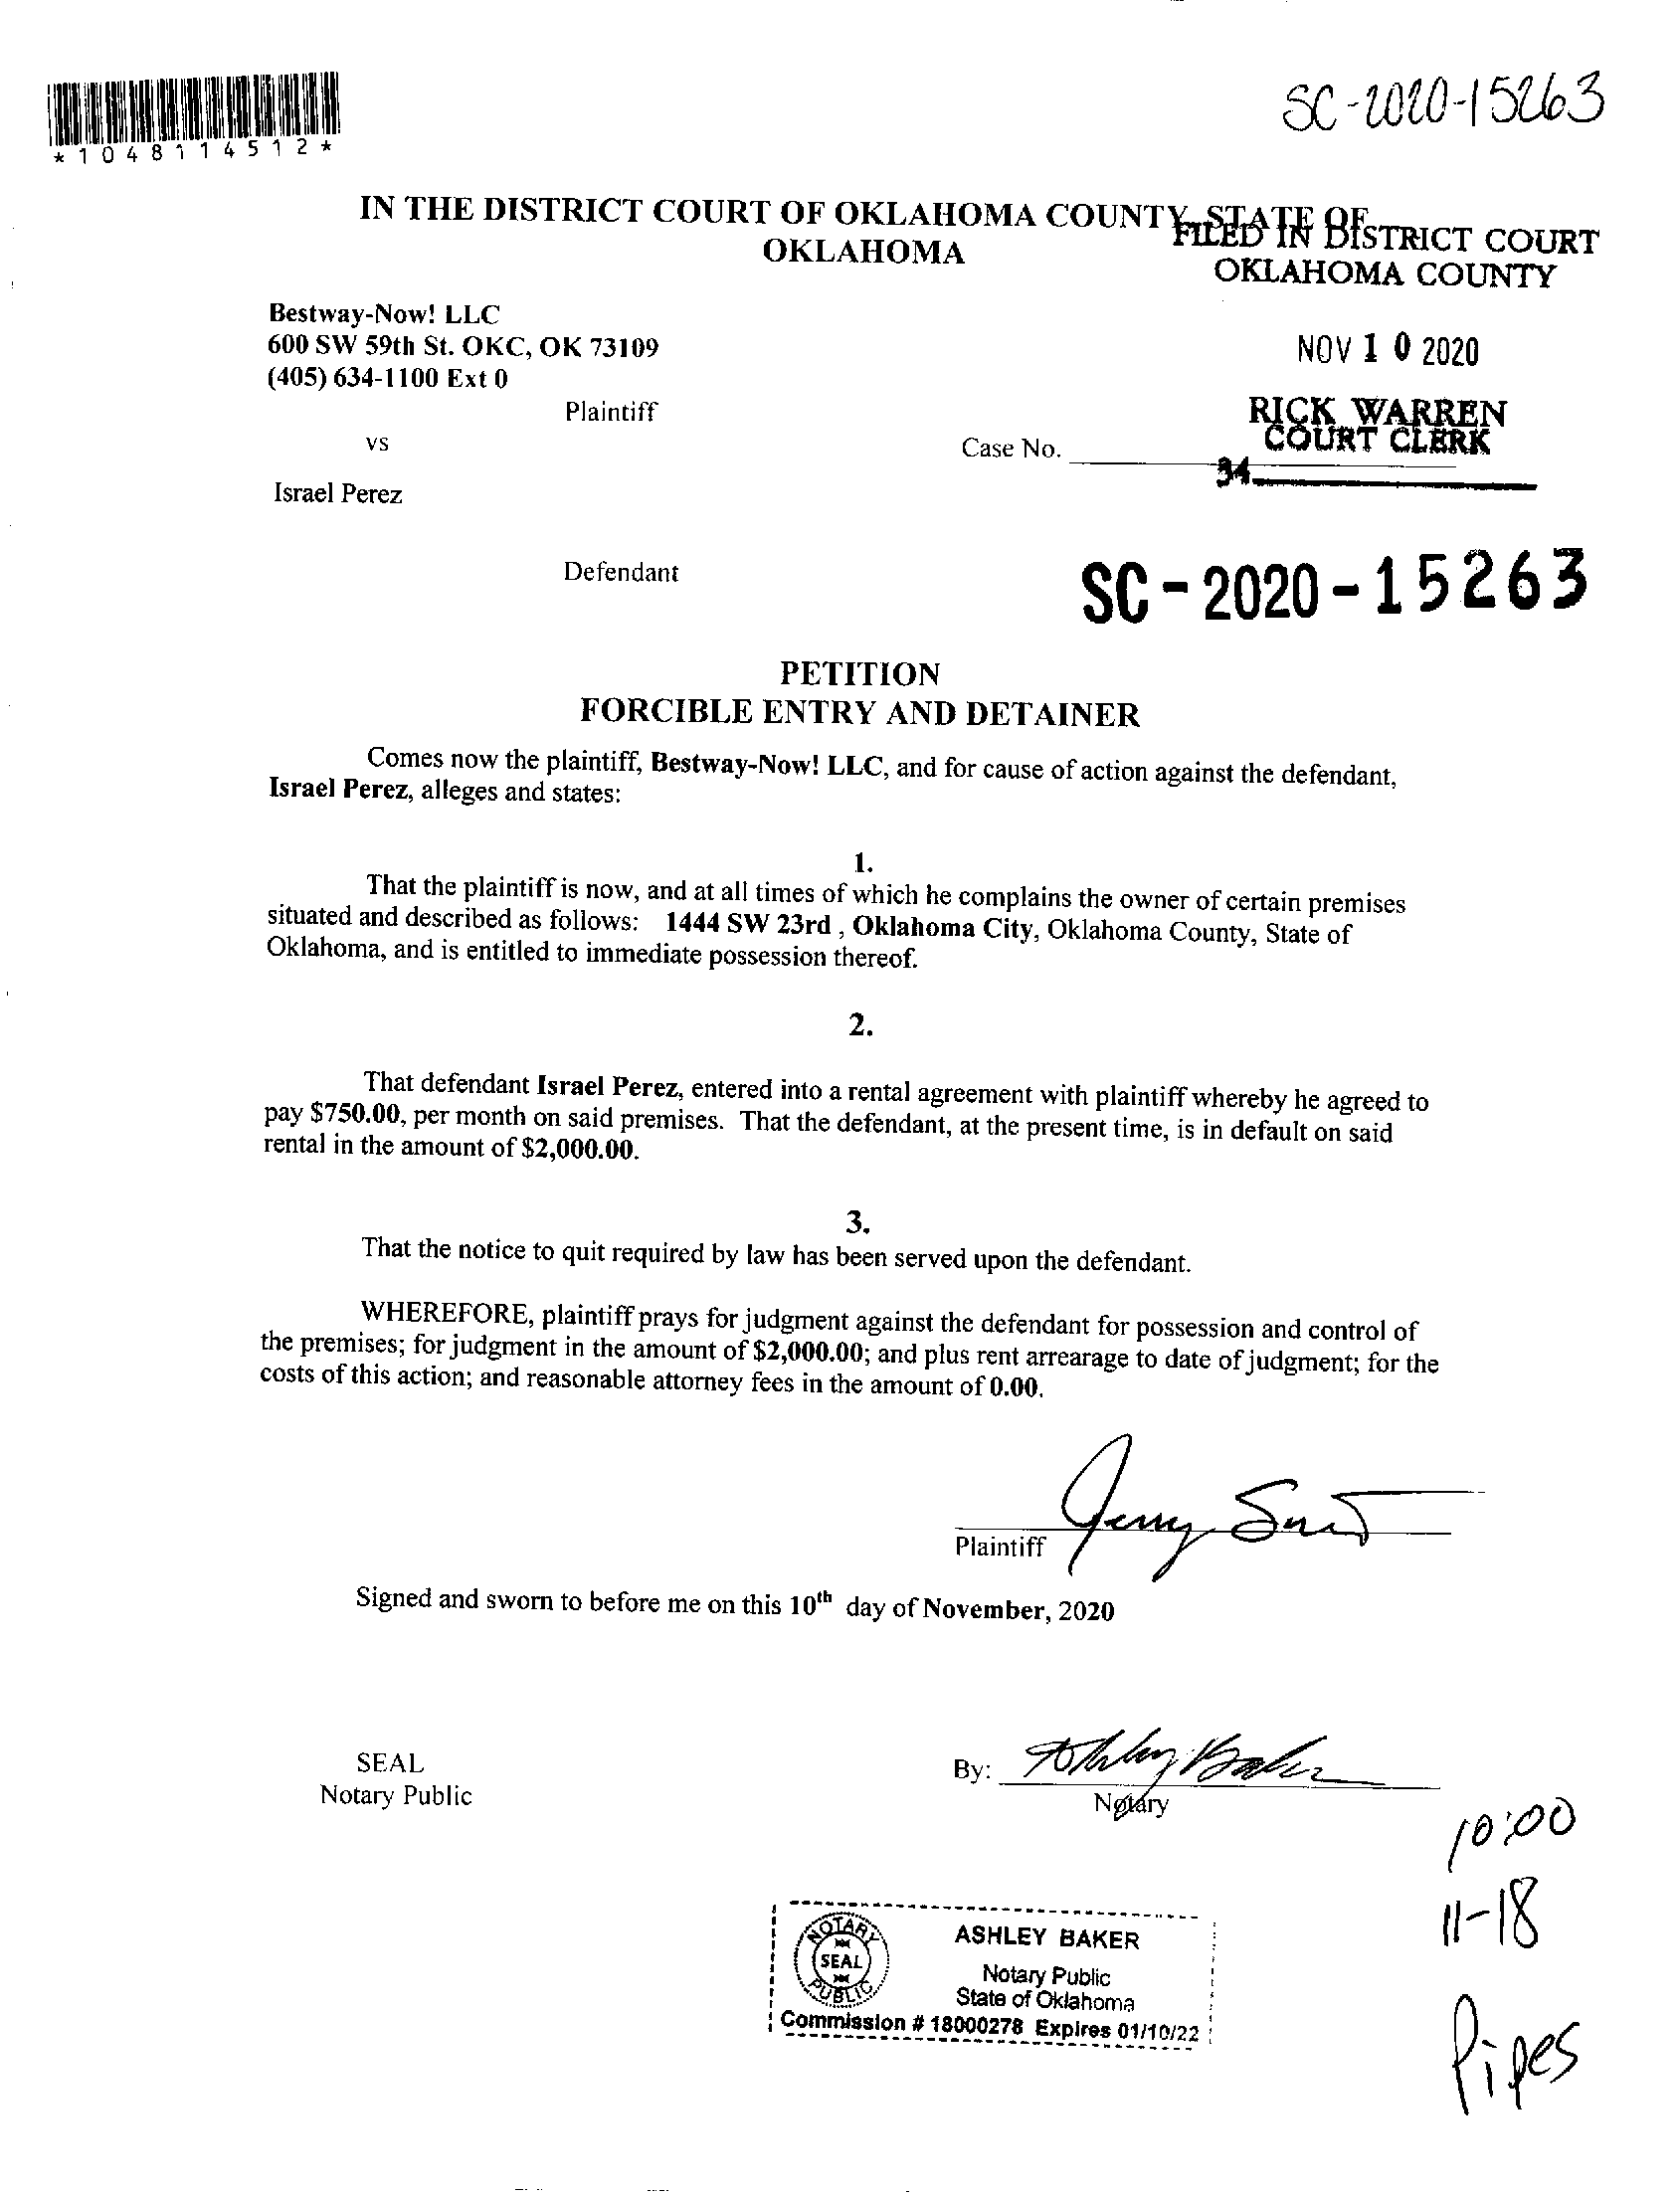 SC-2020-15263
*1048114512*
IN THE DISTRICT COURT OF OKLAHOMA COUNTY, STATE OF
OKLAHOMA
FILED IN DISTRICT COURT
OKLAHOMA COUNTY
Bestway-Now! LLC
600 SW 59th St. OKC, OK 73109
(405) 634-1100 Ext 0
NOV 10 2020
Plaintiff
RICK WARREN
COURT CLERK
vs
Case No.
34
Israel Perez
Defendant
SC-2020-15263
PETITION
FORCIBLE ENTRY AND DETAINER
Comes now the plaintiff, Bestway-Now! LLC, and for cause of action against the defendant,
Israel Perez, alleges and states:
1.
That the plaintiff is now, and at all times of which he complains the owner of certain premises
situated and described as follows: 1444 SW 23rd , Oklahoma City, Oklahoma County, State of
Oklahoma, and is entitled to immediate possession thereof.
2.
That defendant Israel Perez, entered into a rental agreement with plaintiff whereby he agreed to
pay $750.00, per month on said premises. That the defendant, at the present time, is in default on said
rental in the amount of $2,000.00.
3.
That the notice to quit required by law has been served upon the defendant.
WHEREFORE, plaintiff prays for judgment against the defendant for possession and control of
the premises; for judgment in the amount of $2,000.00; and plus rent arrearage to date of judgment; for the
costs of this action; and reasonable attorney fees in the amount of 0.00.
Jerry
Plaintiff
Signed and sworn to before me on this 10th day of November, 2020
SEAL
Notary Public
By: Ashley Baker
Notary
10:00
11-18
Pipes
NOTARY
SEAL
PUBLIC
ASHLEY BAKER
Notary Public
State of Oklahoma
Commission # 18000278 Expires 01/10/22